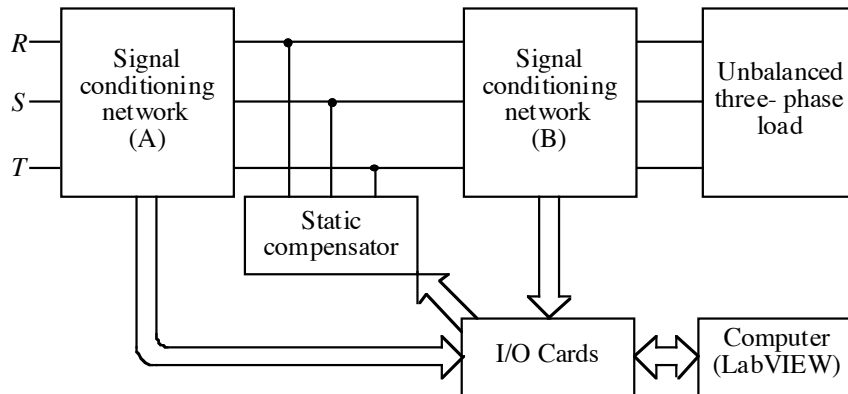 R
S
T
Signal
conditioning
network
(A)
Signal
conditioning
network
(B)
Unbalanced
three- phase
load
Static
compensator
I/O Cards
Computer
(LabVIEW)